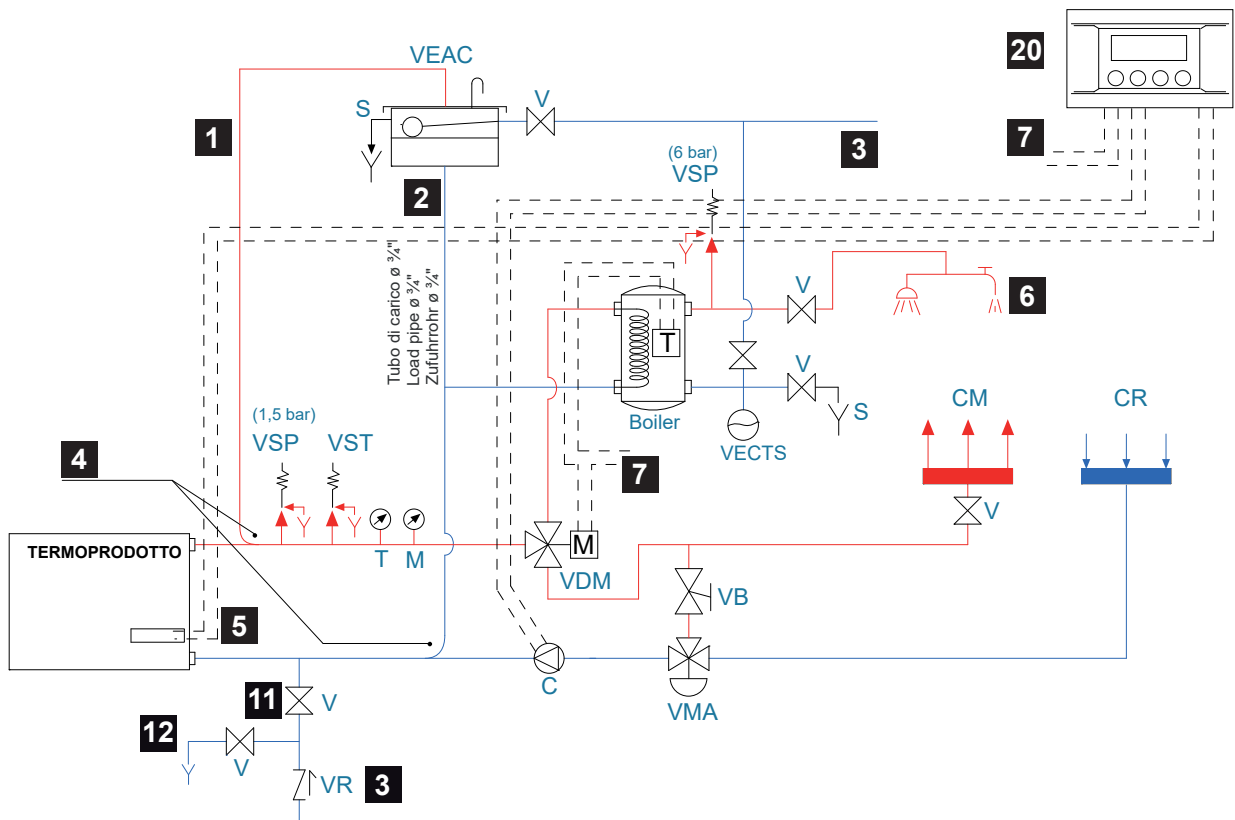 VEAC
20
S
V
1
3
7
(6 bar)
VSP
2
Tubo di carico ø ¾"
Load pipe ø ¾"
Zufuhrrohr ø ¾"
V
6
T
(1,5 bar)
VSP
VST
Boiler
V
S
CM
CR
VECTS
4
7
V
TERMOPRODOTTO
T
M
M
VDM
VB
5
C
VMA
11
V
12
V
VR
3